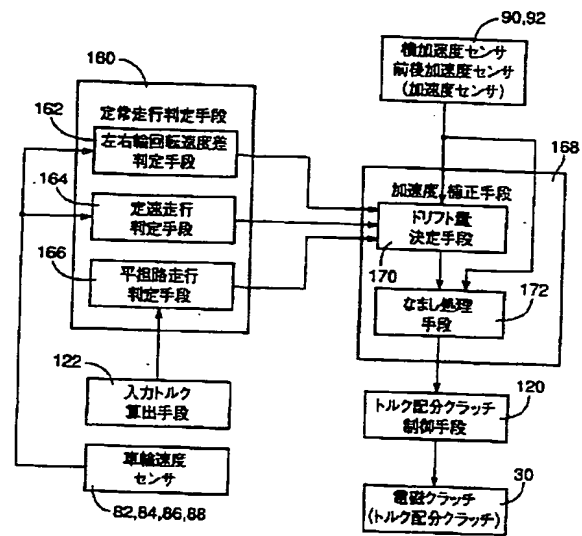 90,92
横加速度センサ
前後加速度センサ
(加速度センサ)
160
定常走行判定手段
162
左右輪回転速度差
判定手段
164
定速走行
判定手段
166
平坦路走行
判定手段
122
入力トルク
算出手段
車輪速度
センサ
82,84,86,88
168
加速度補正手段
ドリフト量
決定手段
170
なまし処理
手段
172
トルク配分クラッチ
制御手段
120
電磁クラッチ
(トルク配分クラッチ)
30